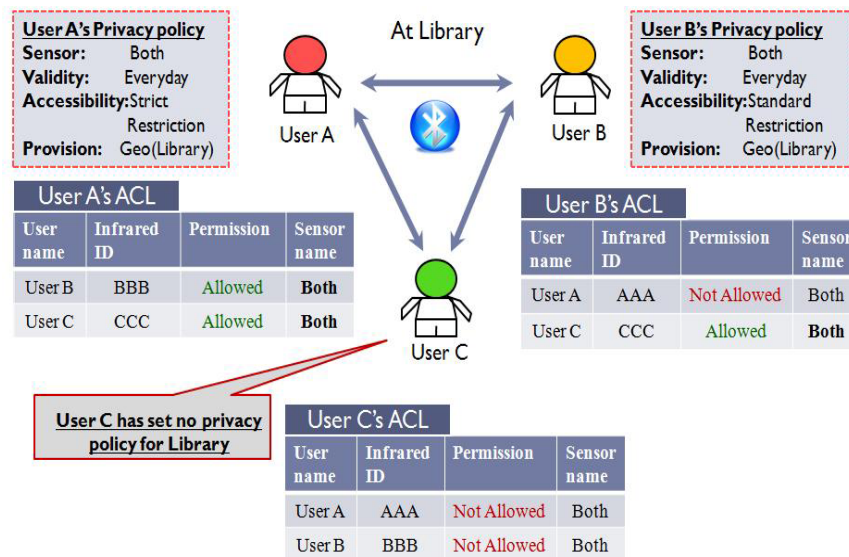 User A's Privacy policy
Sensor: Both
Validity: Everyday
Accessibility:Strict
Restriction
Provision: Geo(Library)
At Library
User A
User B
User B's Privacy policy
Sensor: Both
Validity: Everyday
Accessibility:Standard
Restriction
Provision: Geo(Library)
User A's ACL
User Infrared Permission Sensor
name ID name
User B BBB Allowed Both
User C CCC Allowed Both
User B's ACL
User Infrared Permission Sensor
name ID name
User A AAA Not Allowed Both
User C CCC Allowed Both
User C
User C has set no privacy
policy for Library
User C's ACL
User Infrared Permission Sensor
name ID name
User A AAA Not Allowed Both
User B BBB Not Allowed Both